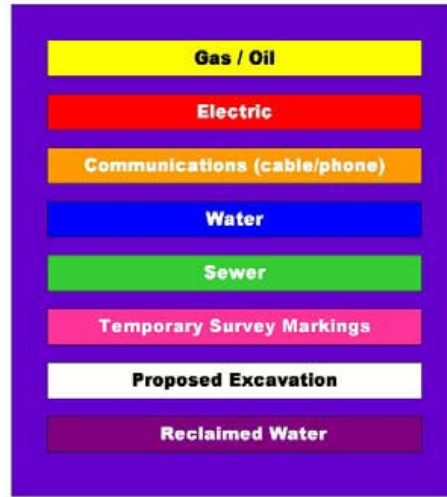 Gas / Oil
Electric
Communications (cable/phone)
Water
Sewer
Temporary Survey Markings
Proposed Excavation
Reclaimed Water